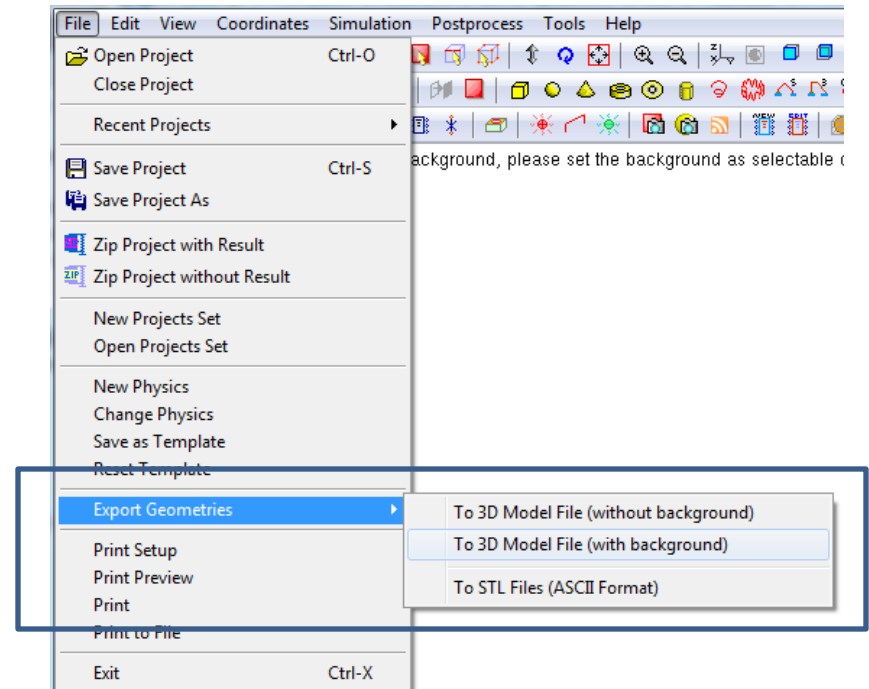 File Edit View Coordinates Simulation Postprocess Tools Help
Open Project Ctrl-O
Close Project
Recent Projects
ackground, please set the background as selectable
Save Project Ctrl-S
Save Project As
Zip Project with Result
ZIP Zip Project without Result
New Projects Set
Open Projects Set
New Physics
Change Physics
Save as Template
Reset Template
Export Geometries
To 3D Model File (without background)
To 3D Model File (with background)
To STL Files (ASCII Format)
Print Setup
Print Preview
Print
Print to File
Exit Ctrl-X